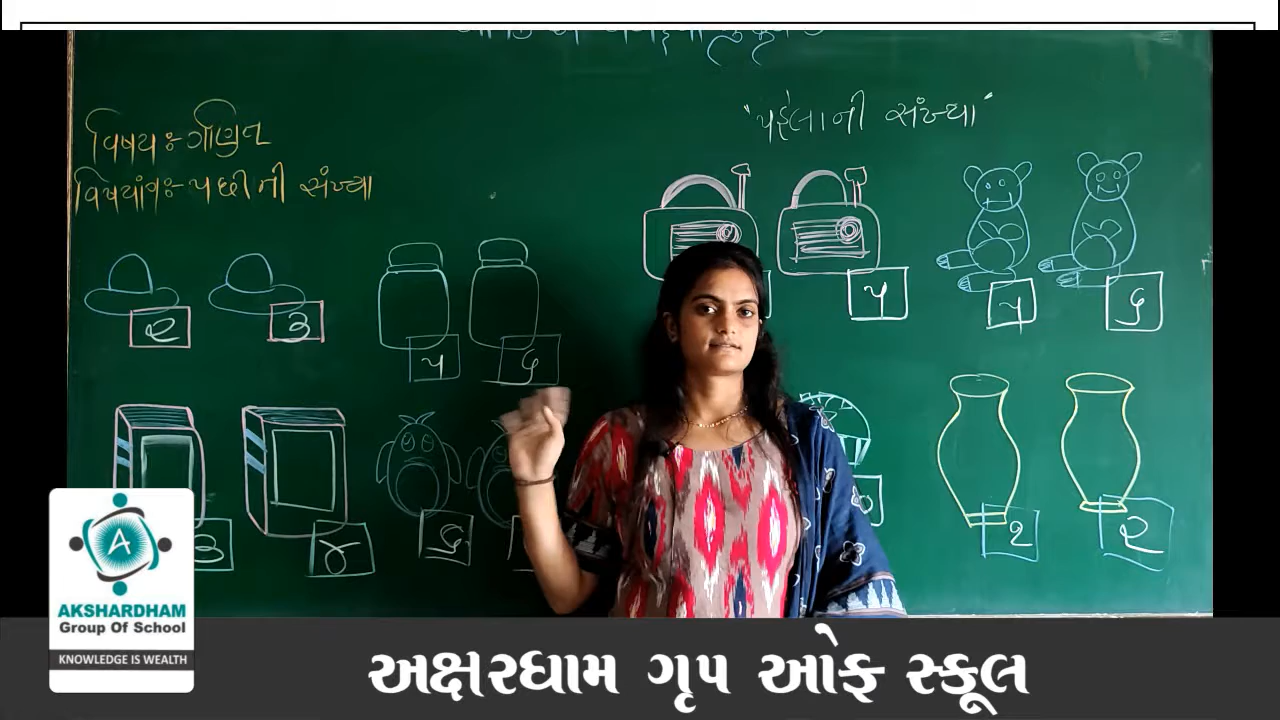 વિષય:- ગણિત
વિષયાંગ:- પછીની સંખ્યા
"પહેલાની સંખ્યા"
૨
૩
૫
૬
૫
૫
૬
૩
૪
૬
૧
૨
AKSHARDHAM
Group Of School
KNOWLEDGE IS WEALTH
અક્ષરધામ ગૃપ ઓફ સ્કૂલ